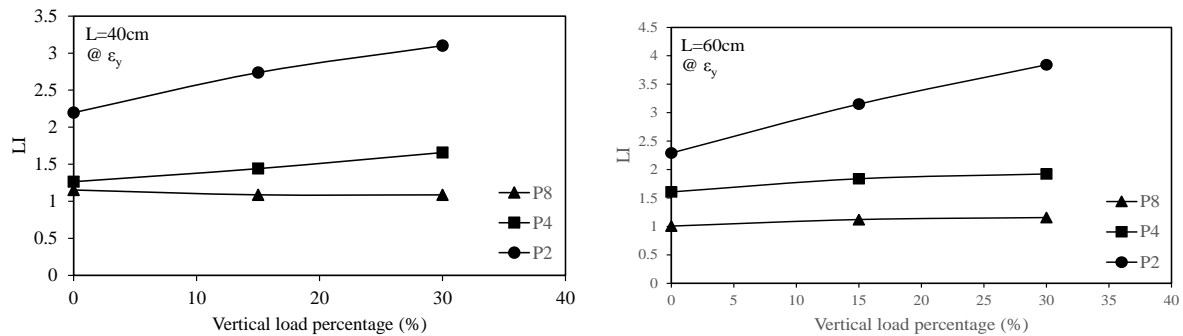 3.5
L=40cm
@ εy
3
2.5
2
LI
1.5
1
0.5
0
P8
P4
P2
0 10 20 30 40
Vertical load percentage (%)
4.5
L=60cm
@ εy
4
3.5
3
2.5
LI
2
1.5
1
0.5
0
P8
P4
P2
0 5 10 15 20 25 30 35 40
Vertical load percentage (%)